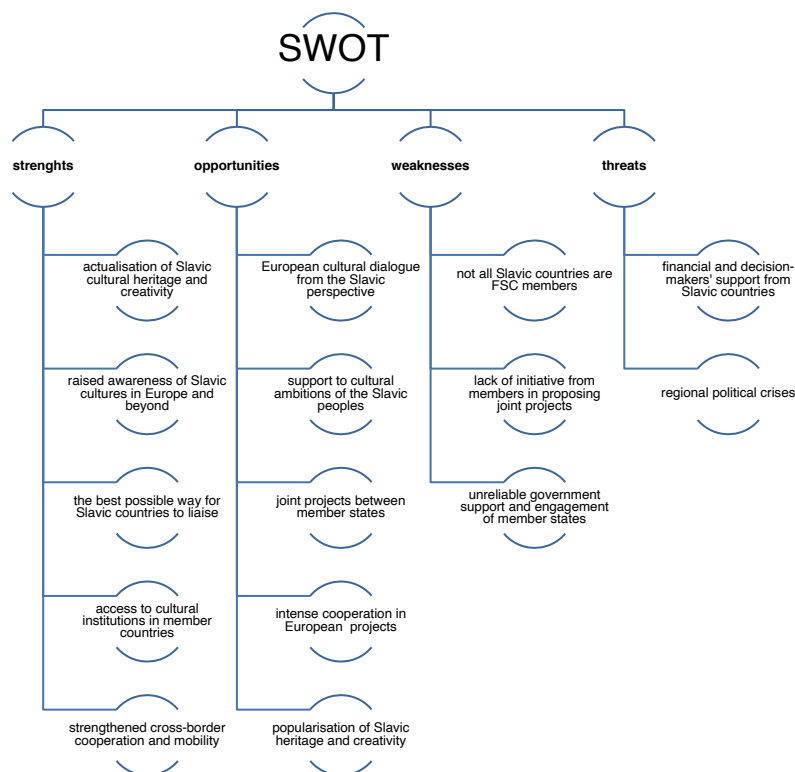 SWOT
strenghts
actualisation of Slavic
cultural heritage and
creativity
raised awareness of Slavic
cultures in Europe and
beyond
the best possible way for
Slavic countries to liaise
access to cultural
institutions in member
countries
strengthened cross-border
cooperation and mobility
opportunities
European cultural dialogue
from the Slavic
perspective
support to cultural
ambitions of the Slavic
peoples
joint projects between
member states
intense cooperation in
European projects
popularisation of Slavic
heritage and creativity
weaknesses
not all Slavic countries are
FSC members
lack of initiative from
members in proposing
joint projects
unreliable government
support and engagement
of member states
threats
financial and decision-
makers' support from
Slavic countries
regional political crises